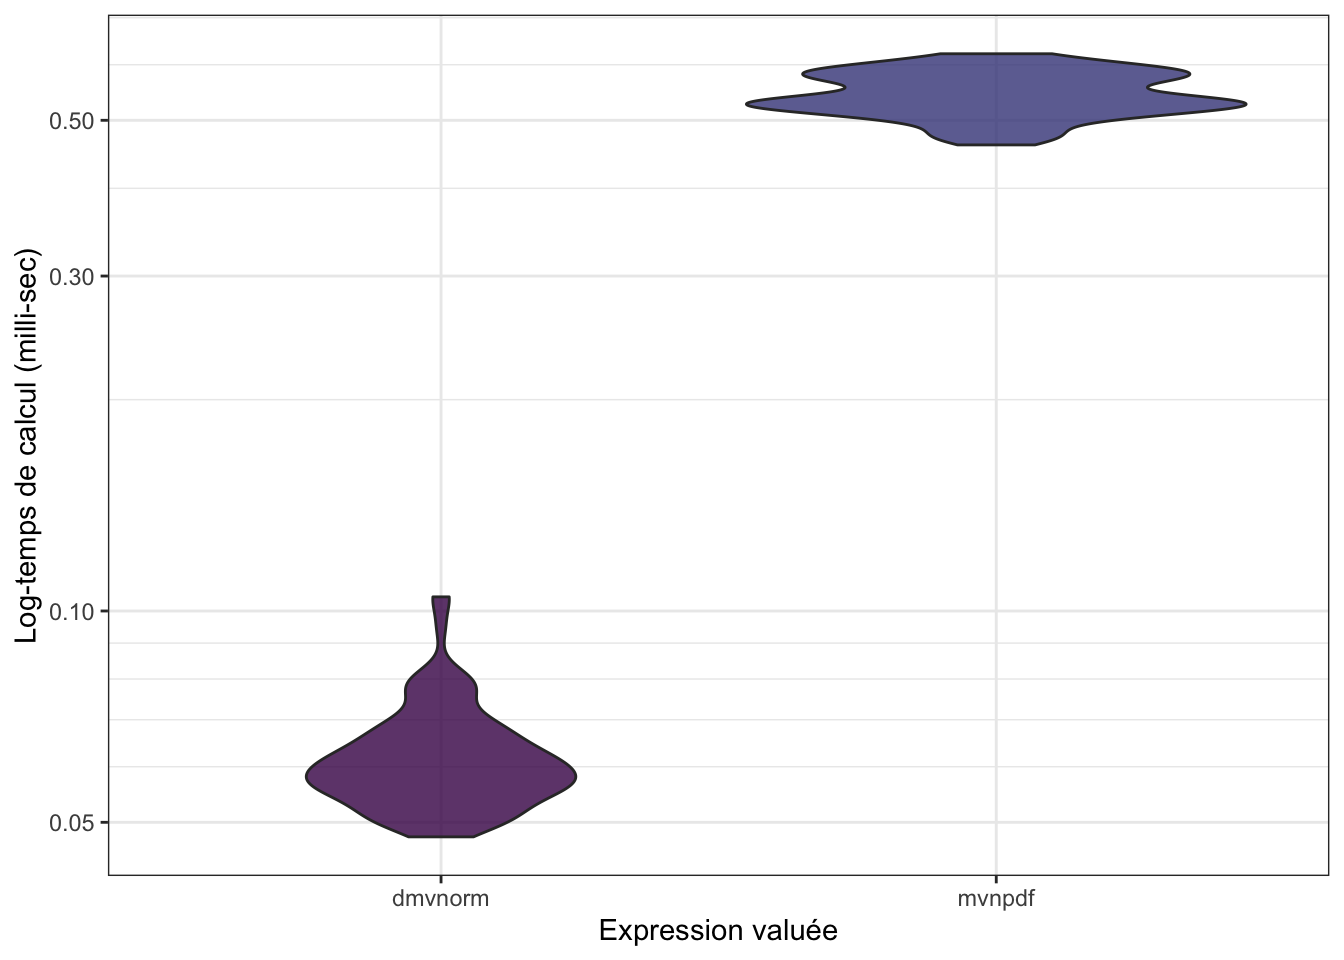 Log-temps de calcul (milli-sec)
0.50
0.30
0.10
0.05
dmvnorm
mvnpdf
Expression valuée